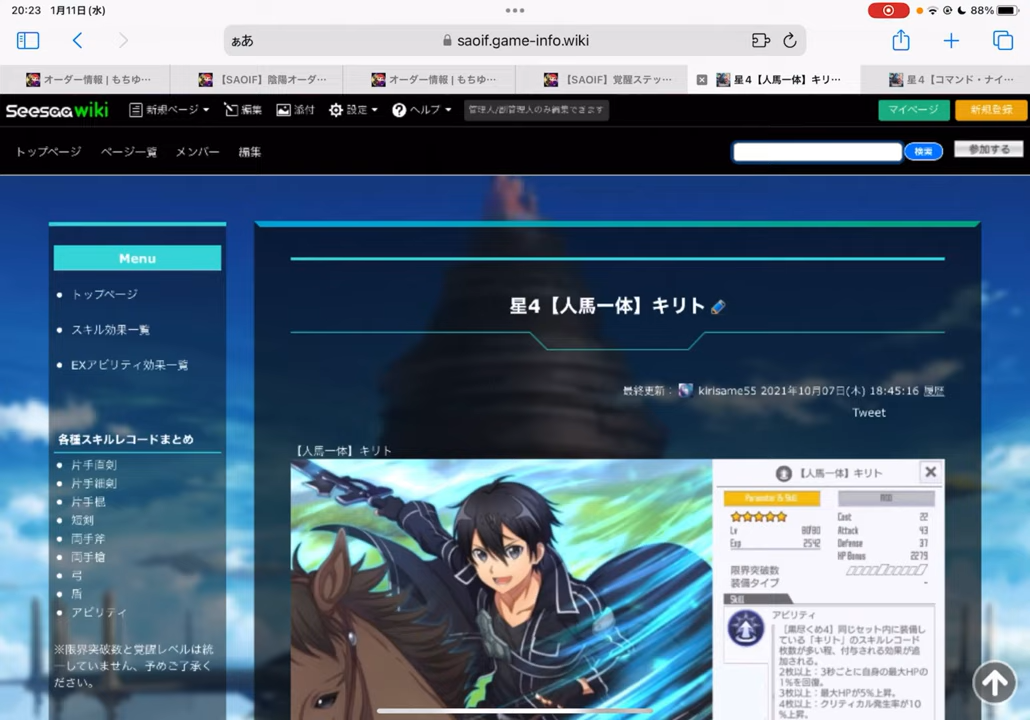 20:23 1月11日(水)
88%
ぁあ
saoif.game-info.wiki
オーダー情報 | もちゆ…
【SAOIF】陰陽オーダ…
オーダー情報 | もちゆ…
【SAOIF】覚醒ステッ…
星4【人馬一体】キリ…
星4【コマンド・ナイ…
Seesaa wiki
新規ページ
編集
添付
設定
ヘルプ
管理人/副管理人のみ編集できます
マイページ
新規登録
トップページ
ページ一覧
メンバー
編集
検索
参加する
Menu
トップページ
スキル効果一覧
EXアビリティ効果一覧
各種スキルレコードまとめ
片手直剣
片手細剣
片手棍
短剣
両手斧
両手槍
弓
盾
アビリティ
※限界突破数と覚醒レベルは統
一していません、予めご了承く
ださい。
星4【人馬一体】キリト
最終更新： kirisame55 2021年10月07日(木) 18:45:16 履歴
Tweet
【人馬一体】キリト
【人馬一体】キリト
Parameter & Skill
Lv 80/80
Exp 2542
Cost 22
Attack 43
Defense 37
HP Bonus 2279
限界突破数
装備タイプ -
Skill
アビリティ
［黒尽くめ4］同じセット内に装備し
ている「キリト」のスキルレコード
枚数が多い程、付与される効果が追
加される。
2枚以上：3秒ごとに自身の最大HPの
1%を回復。
3枚以上：最大HPが5%上昇。
4枚以上：クリティカル発生率が10
%上昇。